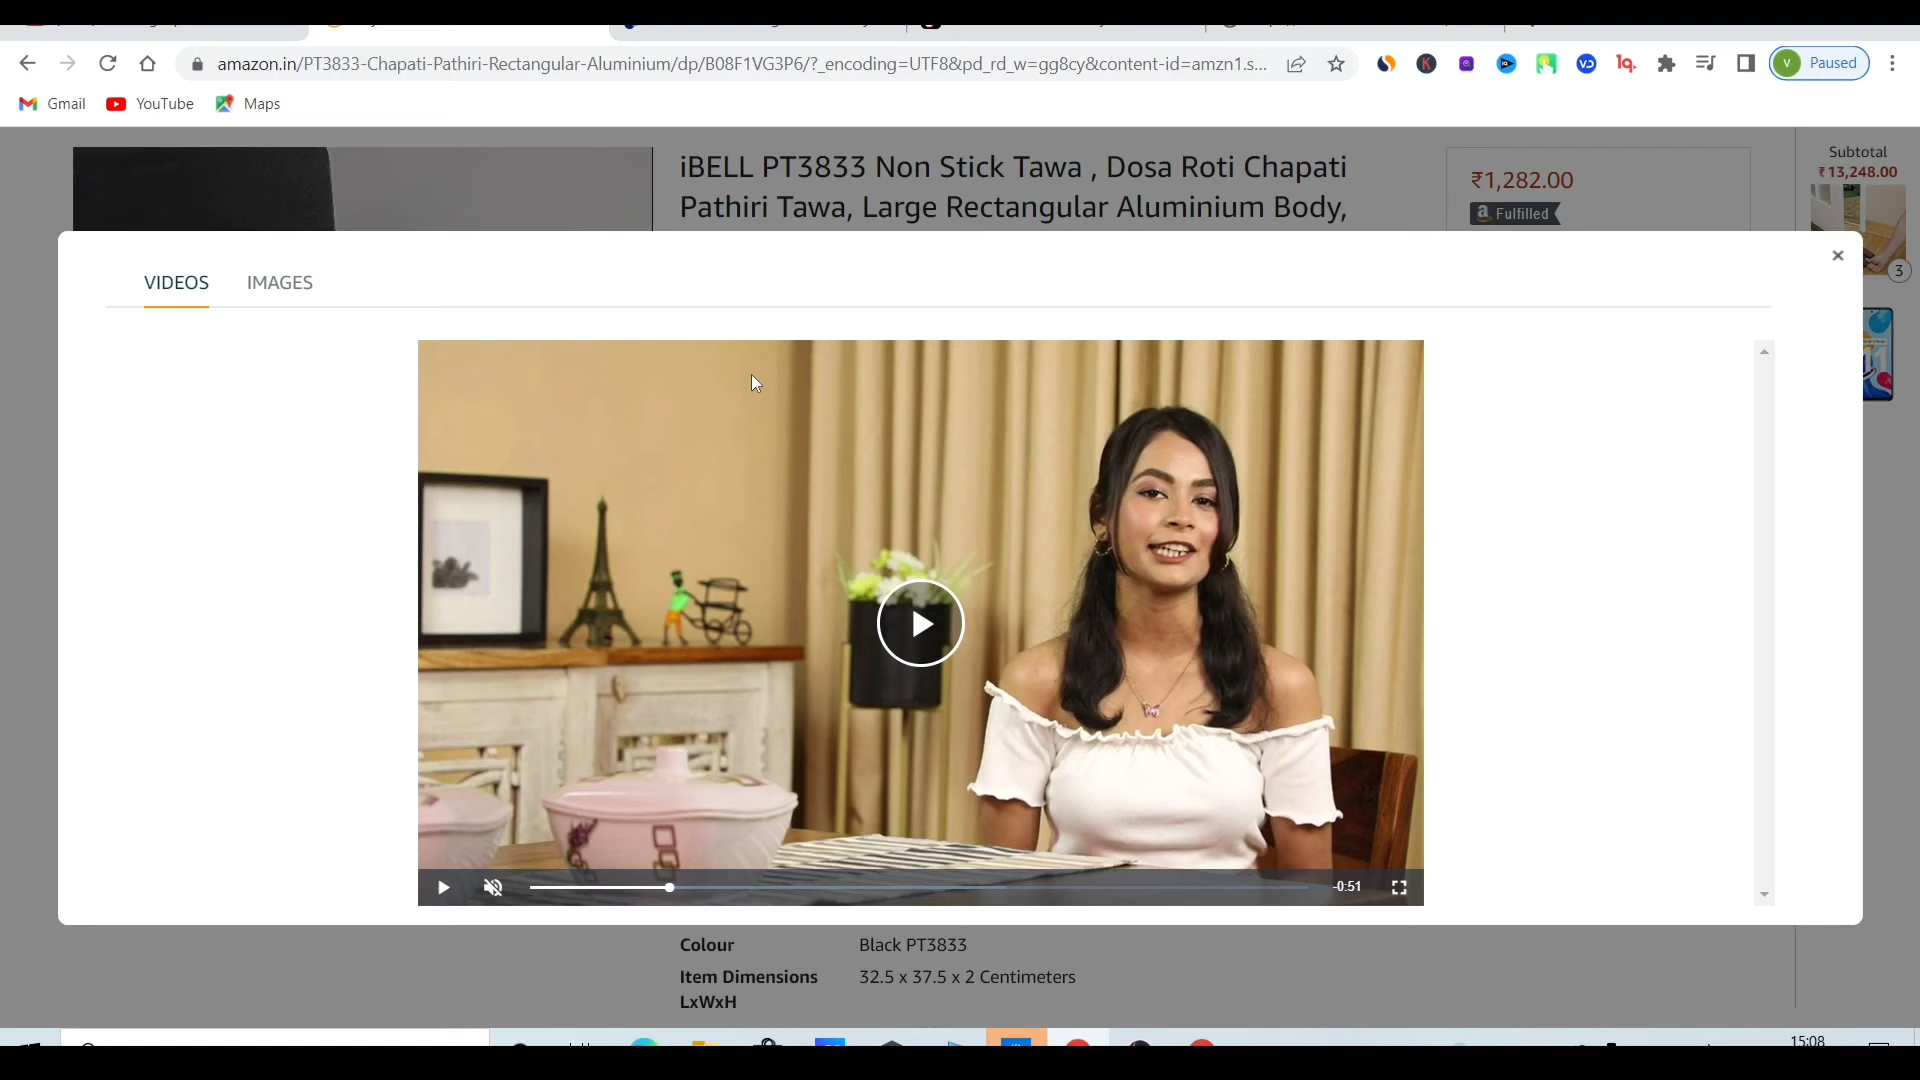 amazon.in/PT3833-Chapati-Pathiri-Rectangular-Aluminium/dp/B08F1VG3P6/?_encoding=UTF8&pd_rd_w=gg8cy&content-id=amzn1.s...
K
VD
1q.
V Paused
Gmail YouTube Maps
iBELL PT3833 Non Stick Tawa , Dosa Roti Chapati
Pathiri Tawa, Large Rectangular Aluminium Body,
₹1,282.00
a Fulfilled
Subtotal
₹13,248.00
3
VIDEOS IMAGES
-0:51
Colour Black PT3833
Item Dimensions 32.5 x 37.5 x 2 Centimeters
LxWxH
15:08